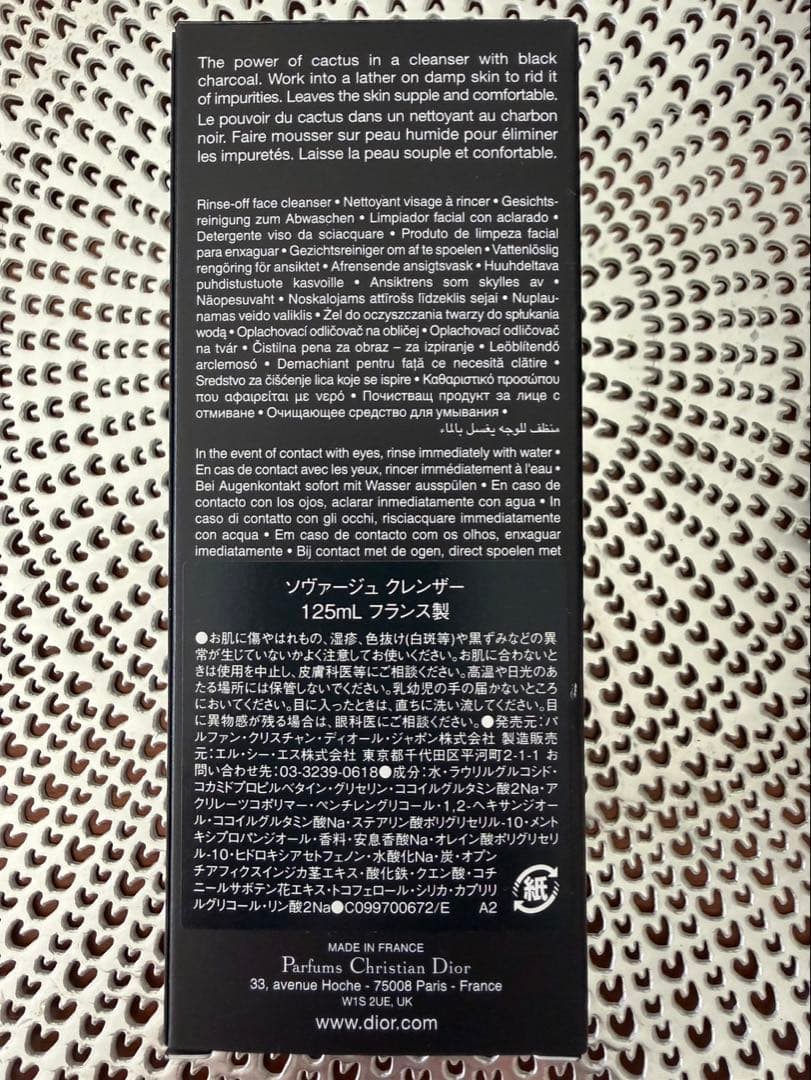 The power of cactus in a cleanser with black
charcoal. Work into a lather on damp skin to rid it
of impurities. Leaves the skin supple and comfortable.
Le pouvoir du cactus dans un nettoyant au charbon
noir. Faire mousser sur peau humide pour éliminer
les impuretés. Laisse la peau souple et confortable.
Rinse-off face cleanser • Nettoyant visage à rincer • Gesichts-
reinigung zum Abwaschen • Limpiador facial con aclarado •
Detergente viso da sciacquare • Produto de limpeza facial
para enxaguar • Gezichtsreiniger om af te spoelen • Vattenlöslig
rengöring för ansiktet • Afrensende ansigtsvask • Huuhdeltava
puhdistustuote kasvoille • Ansiktrens som skylles av •
Näopesuvaht • Noskalojams attīrošs līdzeklis sejai • Nuplau-
namas veido valiklis • Żel do oczyszczania twarzy do spłukania
wodą • Oplachovací odličovač na obličej • Oplachovací odličovač
na tvár • Čistilna pena za obraz – za izpiranje • Leöblítendő
arclemosó • Demachiant pentru față ce necesită clătire •
Sredstvo za čišćenje lica koje se ispire • Καθαριστικό προσώπου
που αφαιρείται με νερό • Почистващ продукт за лице с
отмиване • Очищающее средство для умывания •
منظف للوجه يغسل بالماء
In the event of contact with eyes, rinse immediately with water •
En cas de contact avec les yeux, rincer immédiatement à l'eau •
Bei Augenkontakt sofort mit Wasser ausspülen • En caso de
contacto con los ojos, aclarar inmediatamente con agua • In
caso di contatto con gli occhi, risciacquare immediatamente
con acqua • Em caso de contacto com os olhos, enxaguar
imediatamente • Bij contact met de ogen, direct spoelen met
ソヴァージュ クレンザー
125mL フランス製
●お肌に傷やはれもの、湿疹、色抜け(白斑等)や黒ずみなどの異
常が生じていないかよく注意してお使いください。お肌に合わないと
きは使用を中止し、皮膚科医等にご相談ください。高温や日光のあ
たる場所には保管しないでください。乳幼児の手の届かないところ
においてください。目に入ったときは、直ちに洗い流してください。目
に異物感が残る場合は、眼科医にご相談ください。●発売元:パ
ルファン・クリスチャン・ディオール・ジャポン株式会社 製造販売
元:エル・シー・エス株式会社 東京都千代田区平河町2-1-1 お
問い合わせ先:03-3239-0618●成分:水・ラウリルグルコシド・
コカミドプロピルベタイン・グリセリン・ココイルグルタミン酸2Na・ア
クリレーツコポリマー・ペンチレングリコール・1,2-ヘキサンジオー
ル・ココイルグルタミン酸Na・ステアリン酸ポリグリセリル-10・メント
キシプロパンジオール・香料・安息香酸Na・オレイン酸ポリグリセリ
ル-10・ヒドロキシアセトフェノン・水酸化Na・炭・オプン
チアフィクスインジカ茎エキス・酸化鉄・クエン酸・コチ
ニールサボテン花エキス・トコフェロール・シリカ・カプリリ
ルグリコール・リン酸2Na●C099700672/E A2
紙
MADE IN FRANCE
Parfums Christian Dior
33, avenue Hoche - 75008 Paris - France
W1S 2UE, UK
www.dior.com